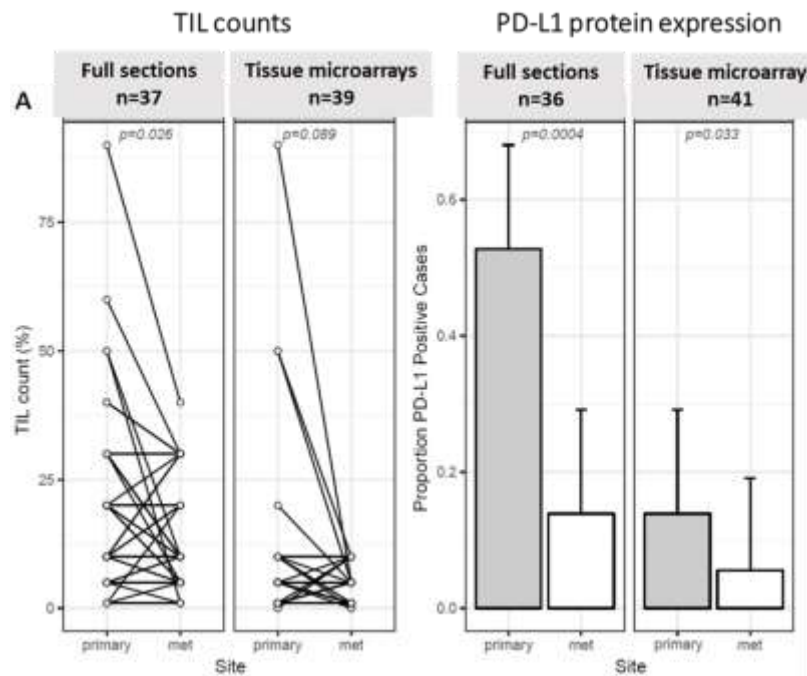 TIL counts
PD-L1 protein expression
A
Full sections
n=37
Tissue microarrays
n=39
Full sections
n=36
Tissue microarray
n=41
p=0.026
p=0.089
p=0.0004
p=0.033
TIL count (%)
75
50
25
0
primary
met
primary
met
Site
Proportion PD-L1 Positive Cases
0.6
0.4
0.2
0.0
primary
met
primary
met
Site